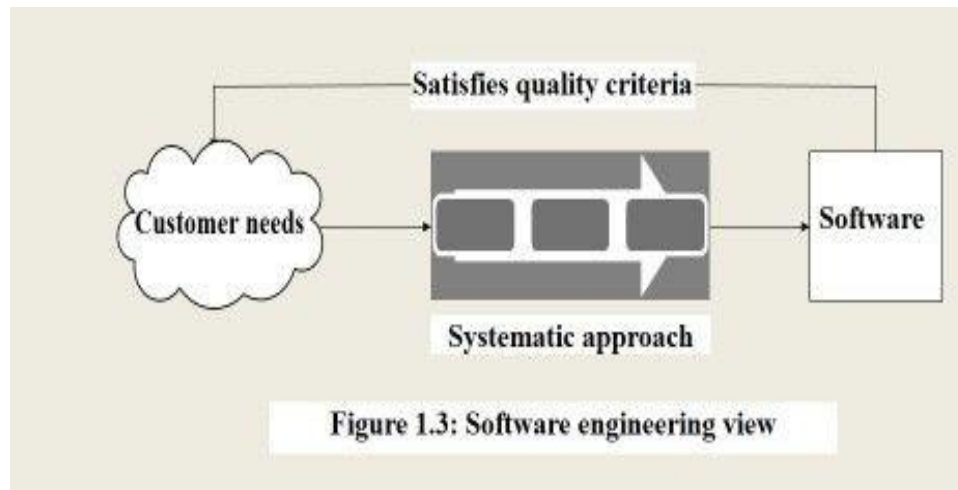 Satisfies quality criteria
Customer needs
Software
Systematic approach
Figure 1.3: Software engineering view